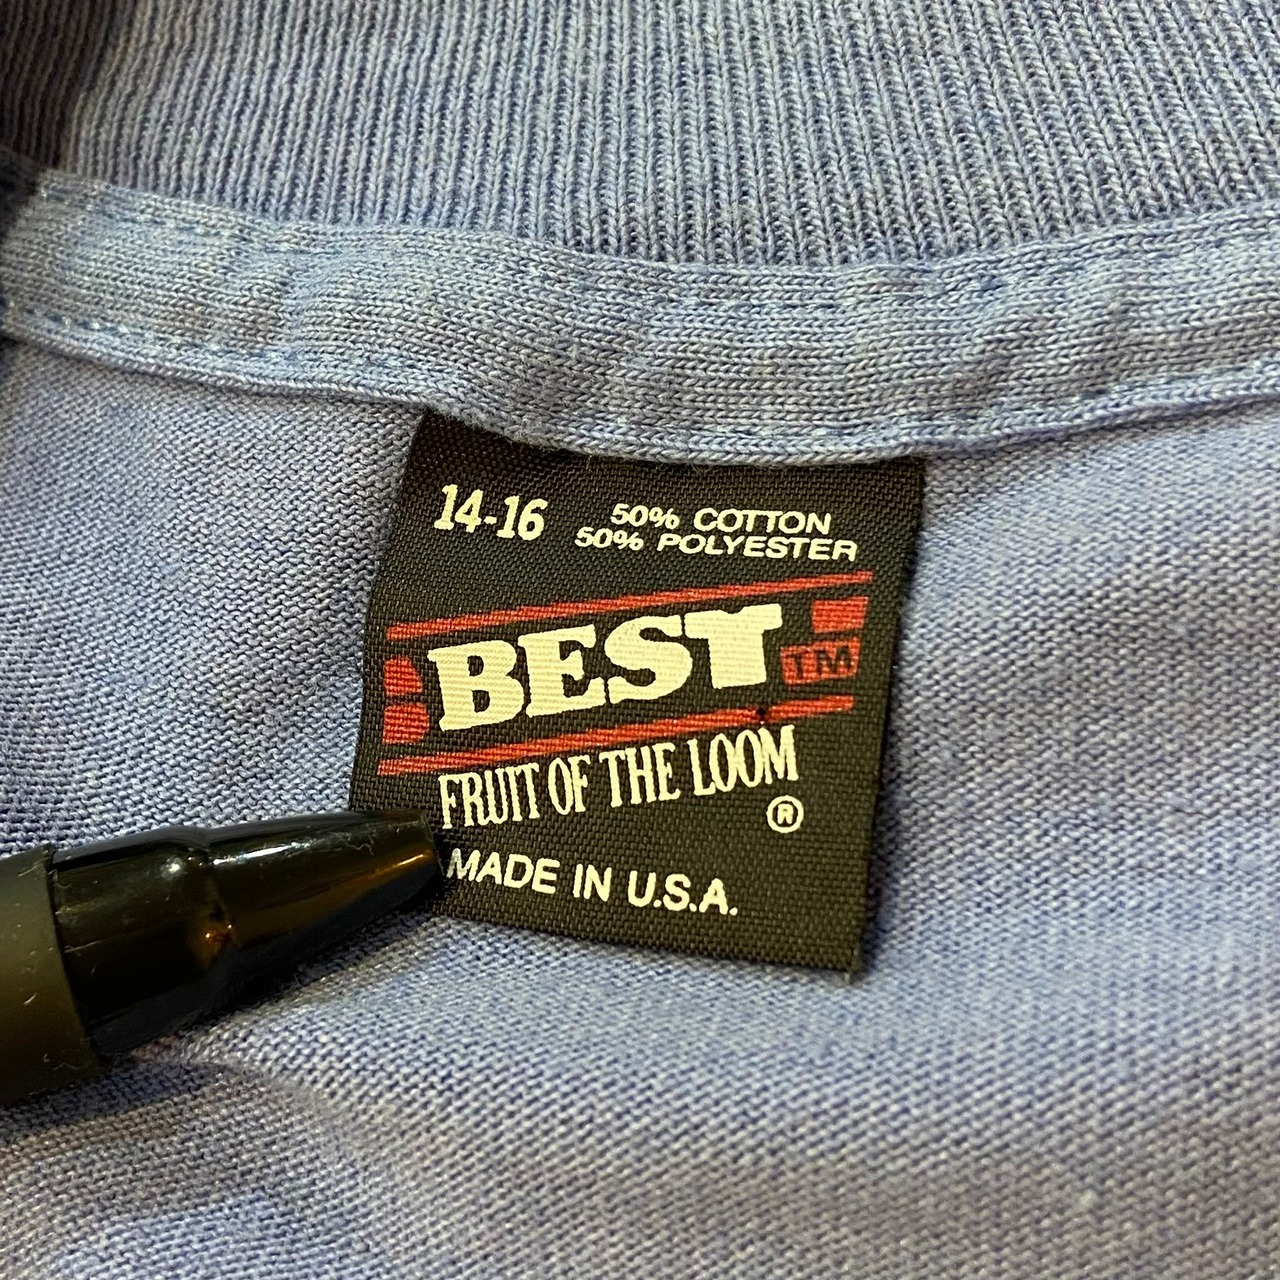 14-16 50% COTTON
50% POLYESTER
BEST TM
FRUIT OF THE LOOM
®
MADE IN U.S.A.